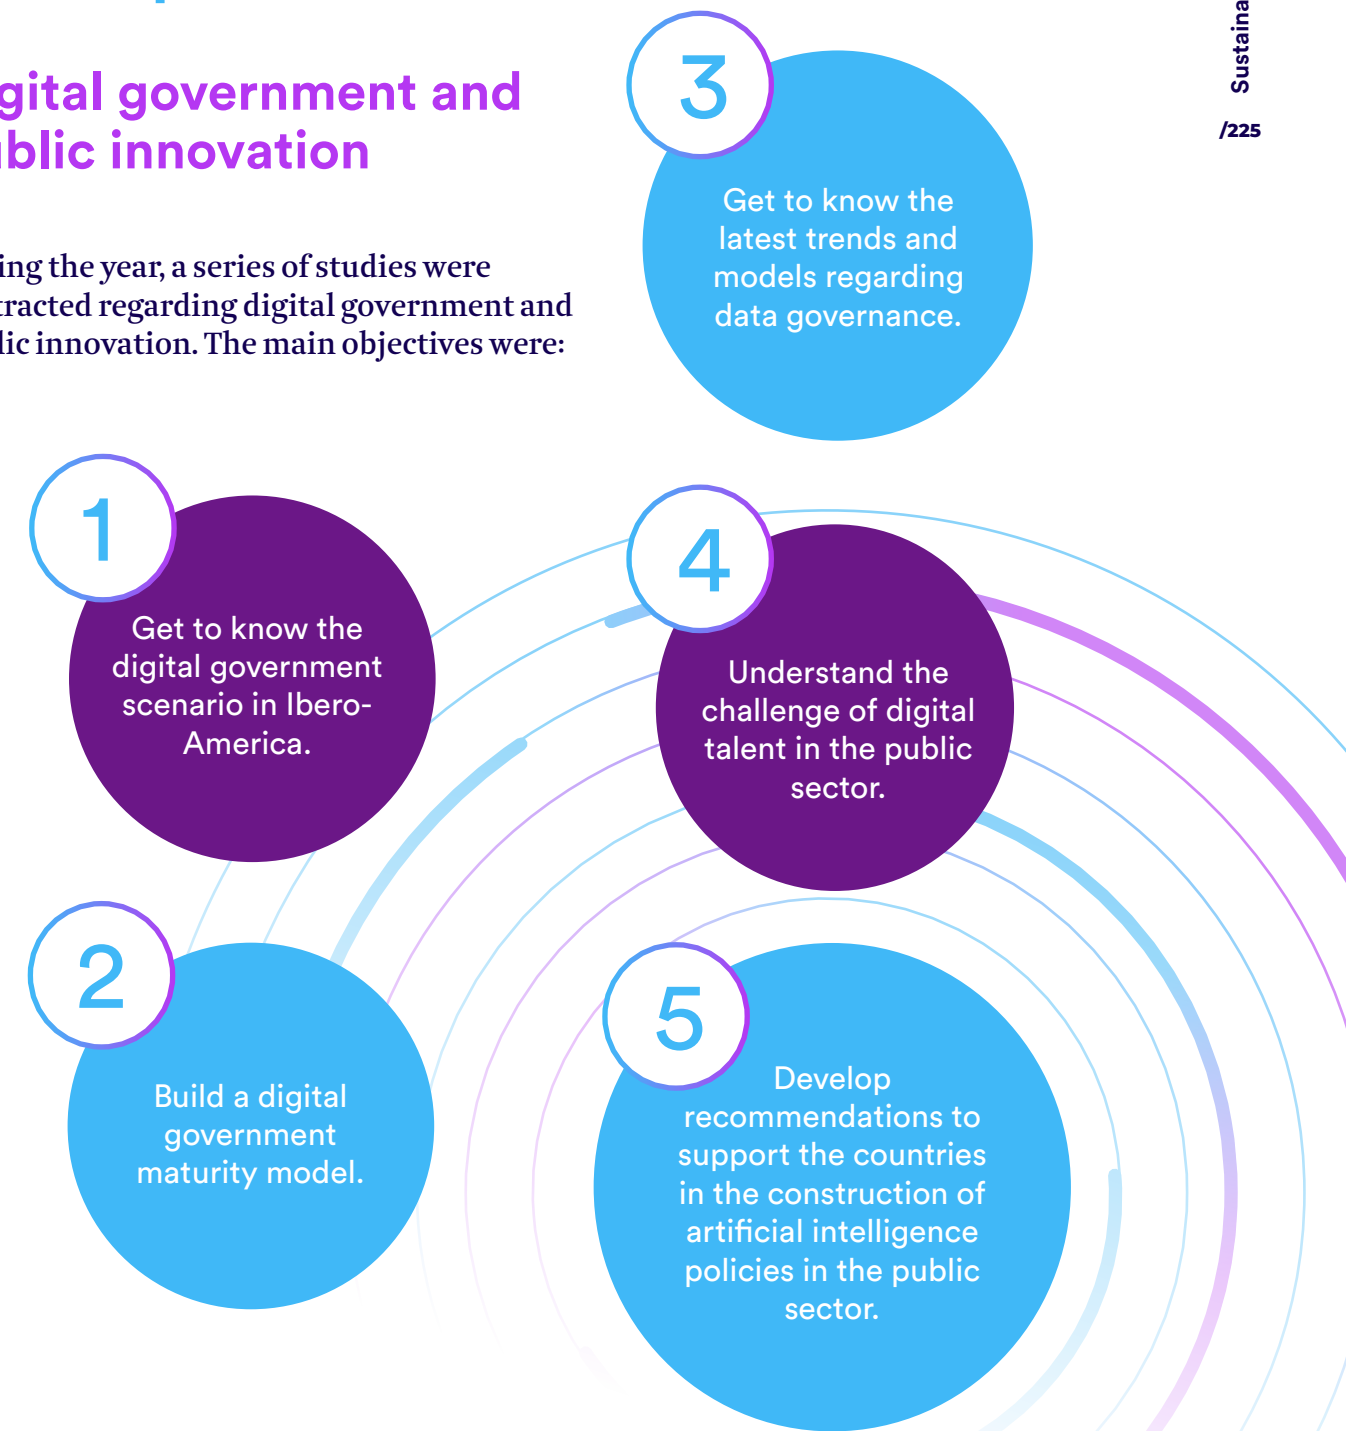 gital government and
blic innovation
ing the year, a series of studies were
tracted regarding digital government and
lic innovation. The main objectives were:
1
Get to know the
digital government
scenario in Ibero-
America.
2
Build a digital
government
maturity model.
3
Get to know the
latest trends and
models regarding
data governance.
4
Understand the
challenge of digital
talent in the public
sector.
5
Develop
recommendations to
support the countries
in the construction of
artificial intelligence
policies in the public
sector.
Sustaina
/225